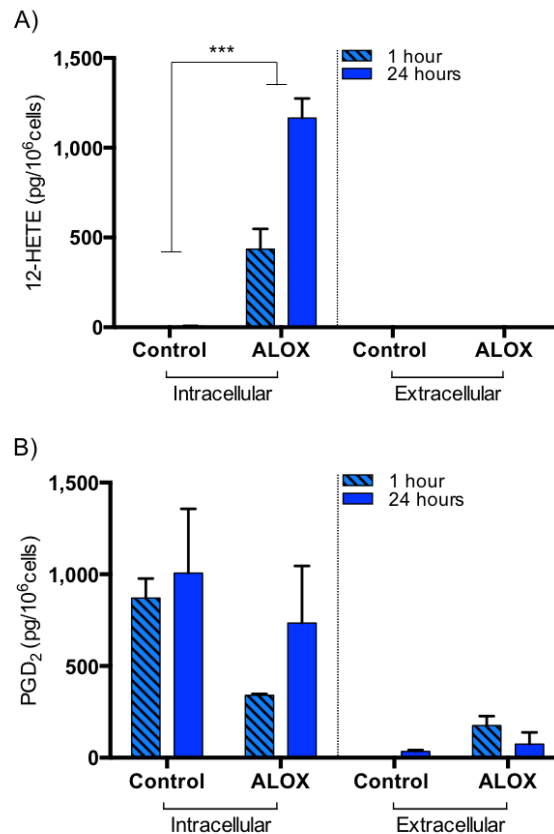 A)
***
1 hour
24 hours
1,500
1,000
500
0
12-HETE (pg/10⁶cells)
Control ALOX Control ALOX
Intracellular Extracellular
B)
1 hour
24 hours
1,500
1,000
500
0
PGD₂ (pg/10⁶cells)
Control ALOX Control ALOX
Intracellular Extracellular